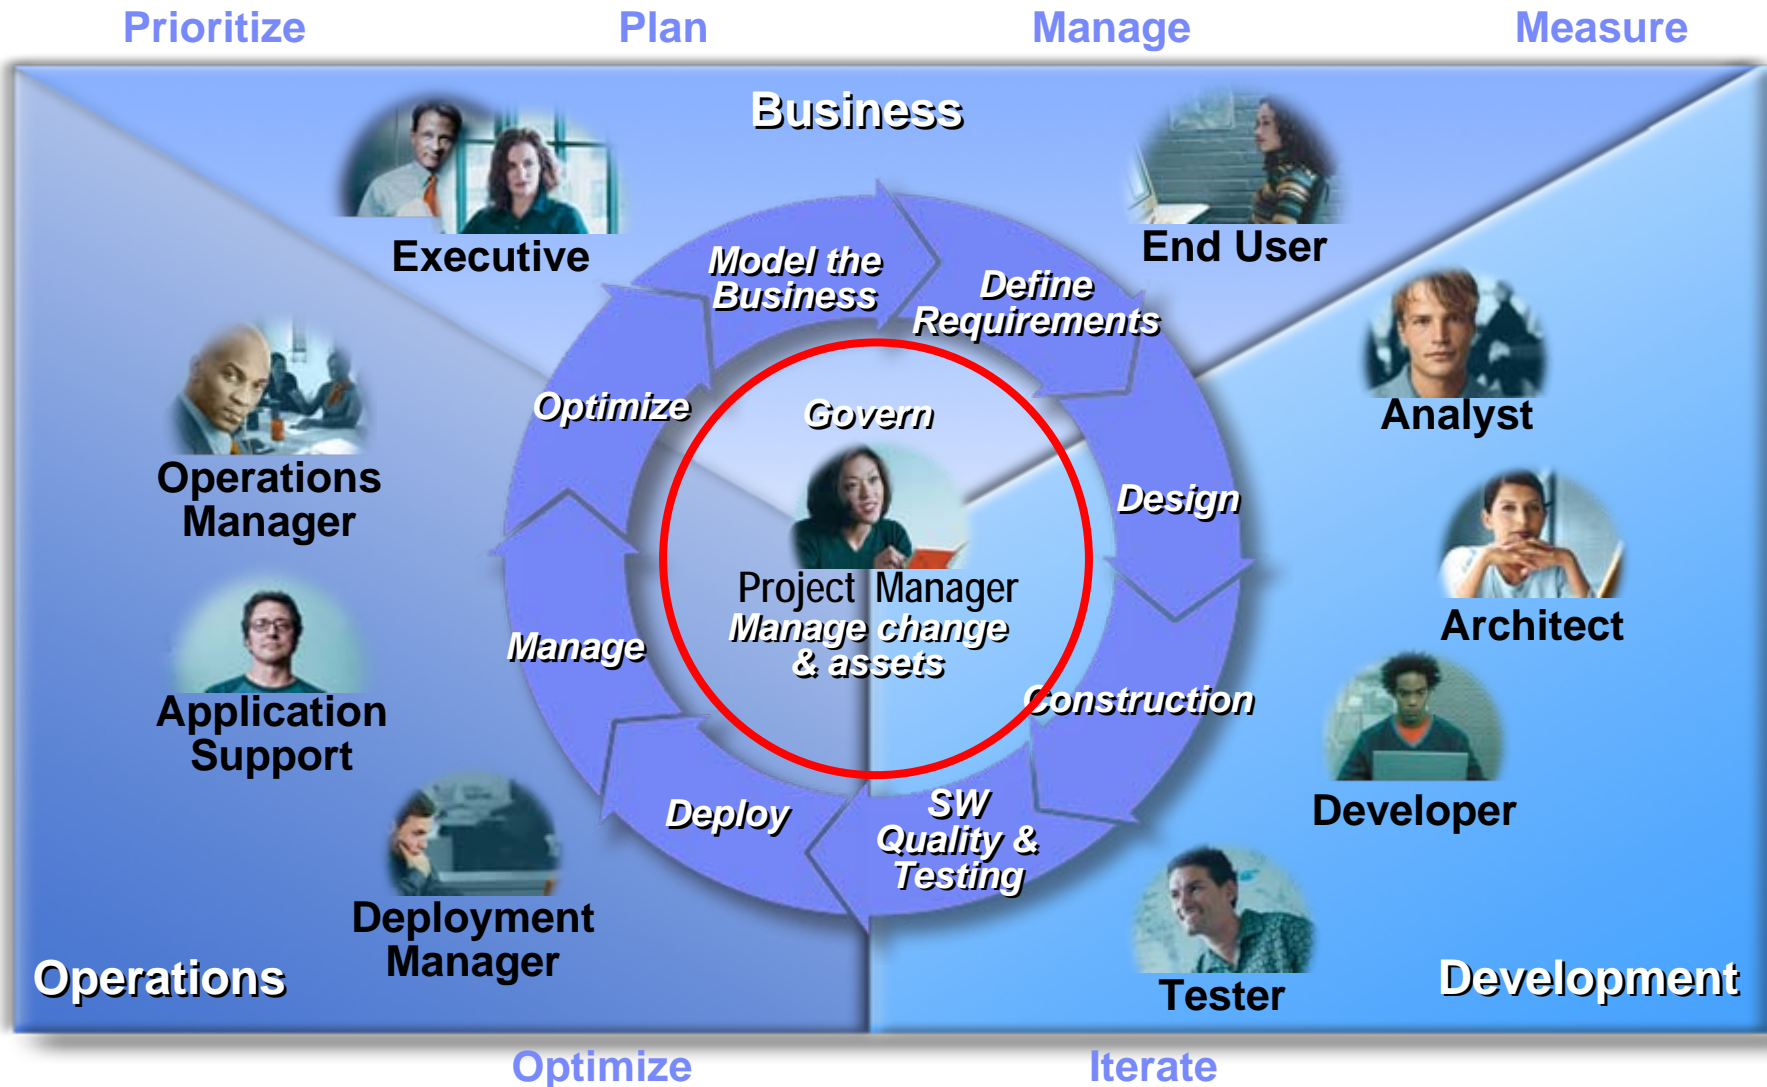 Prioritize
Plan
Manage
Measure
Business
Executive
End User
Model the
Business
Define
Requirements
Analyst
Optimize
Govern
Operations
Manager
Design
Project Manager
Manage change
& assets
Architect
Manage
Application
Support
Construction
Developer
Deploy
SW
Quality &
Testing
Deployment
Manager
Tester
Operations
Development
Optimize
Iterate